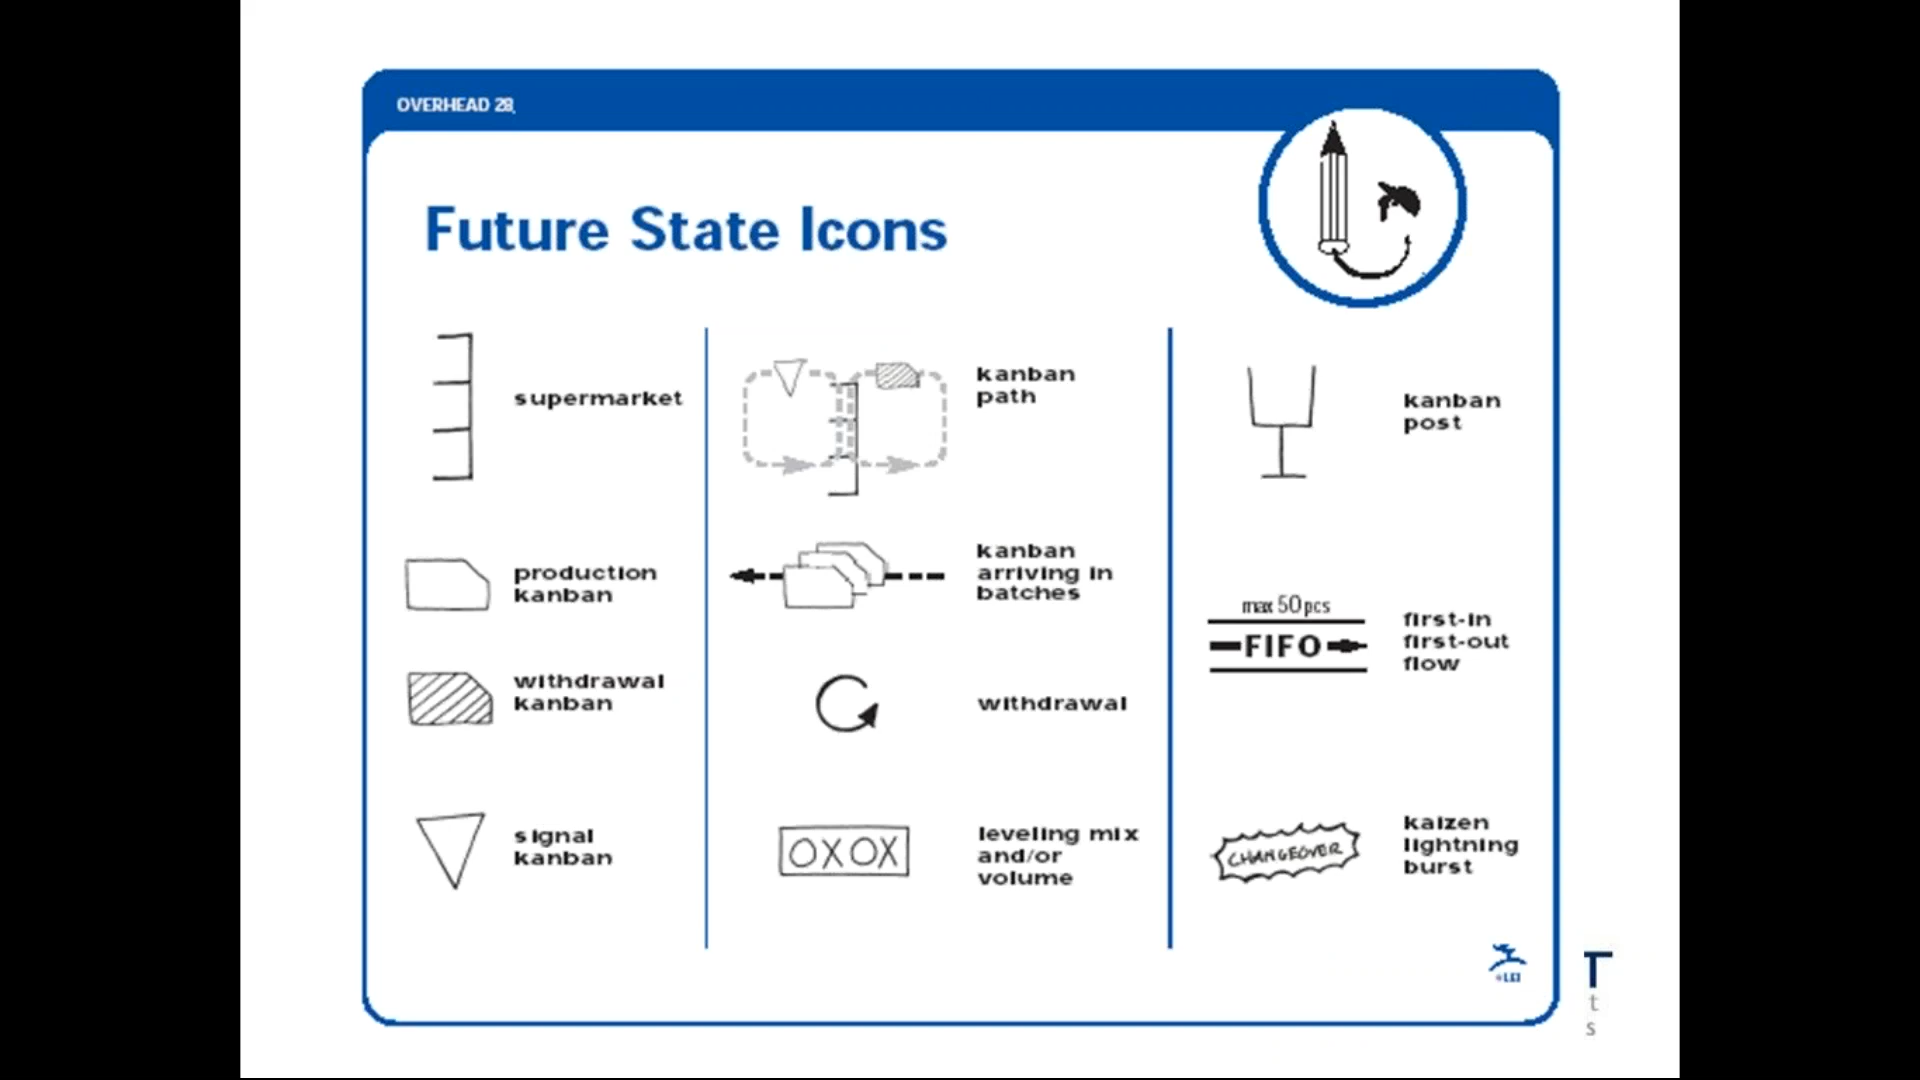 OVERHEAD 28
Future State Icons
supermarket
production
kanban
withdrawal
kanban
signal
kanban
kanban
path
kanban
arriving in
batches
withdrawal
OXOX
leveling mix
and/or
volume
kanban
post
max 50 pcs
FIFO
first-in
first-out
flow
CHANGEOVER
kaizen
lightning
burst
LEI
T
t
s